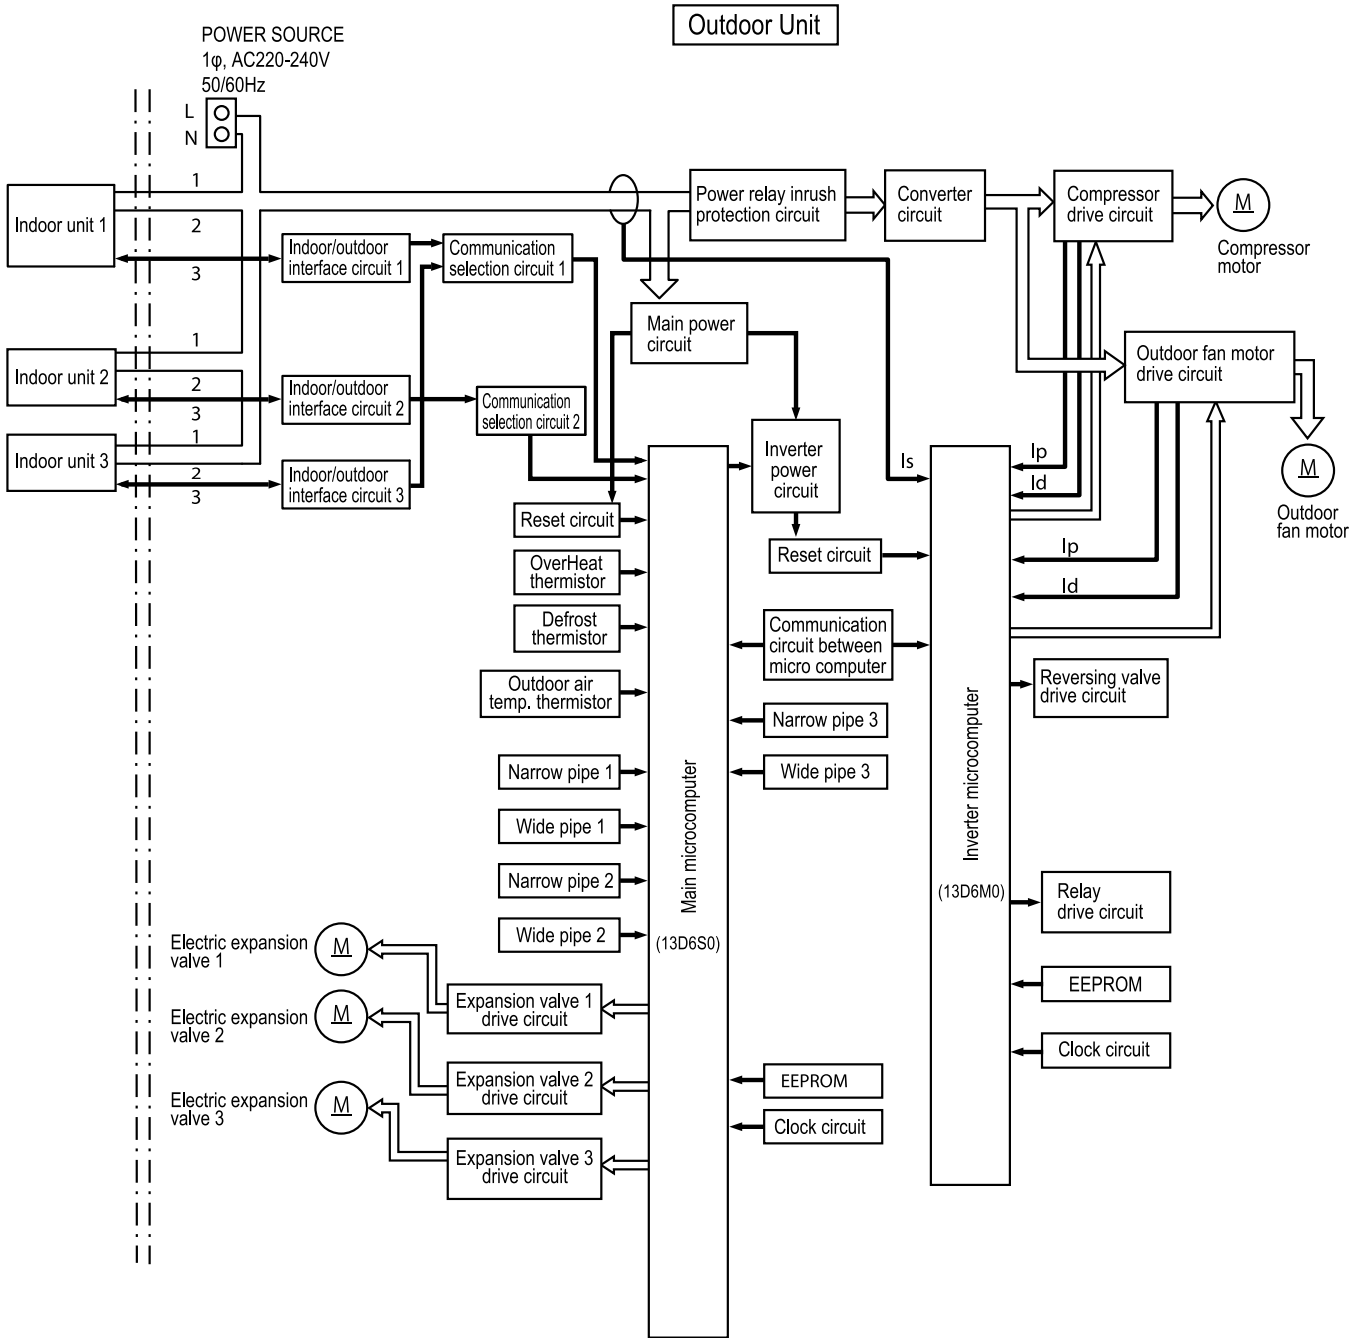 Outdoor Unit
POWER SOURCE
1φ, AC220-240V
50/60Hz
L
N
Indoor unit 1
1
2
3
Indoor/outdoor
interface circuit 1
Communication
selection circuit 1
Power relay inrush
protection circuit
Converter
circuit
Compressor
drive circuit
M
Compressor
motor
Main power
circuit
Outdoor fan motor
drive circuit
M
Outdoor
fan motor
Indoor unit 2
1
2
3
Indoor/outdoor
interface circuit 2
Communication
selection circuit 2
Indoor unit 3
1
2
3
Indoor/outdoor
interface circuit 3
Inverter
power
circuit
Is
Ip
Id
Ip
Id
Reset circuit
Reset circuit
OverHeat
thermistor
Defrost
thermistor
Outdoor air
temp. thermistor
Communication
circuit between
micro computer
Reversing valve
drive circuit
Narrow pipe 3
Wide pipe 3
Narrow pipe 1
Wide pipe 1
Narrow pipe 2
Wide pipe 2
Main microcomputer
(13D6S0)
Inverter microcomputer
(13D6M0)
Relay
drive circuit
EEPROM
Clock circuit
Electric expansion
valve 1
M
Expansion valve 1
drive circuit
Electric expansion
valve 2
M
Expansion valve 2
drive circuit
Electric expansion
valve 3
M
Expansion valve 3
drive circuit
EEPROM
Clock circuit